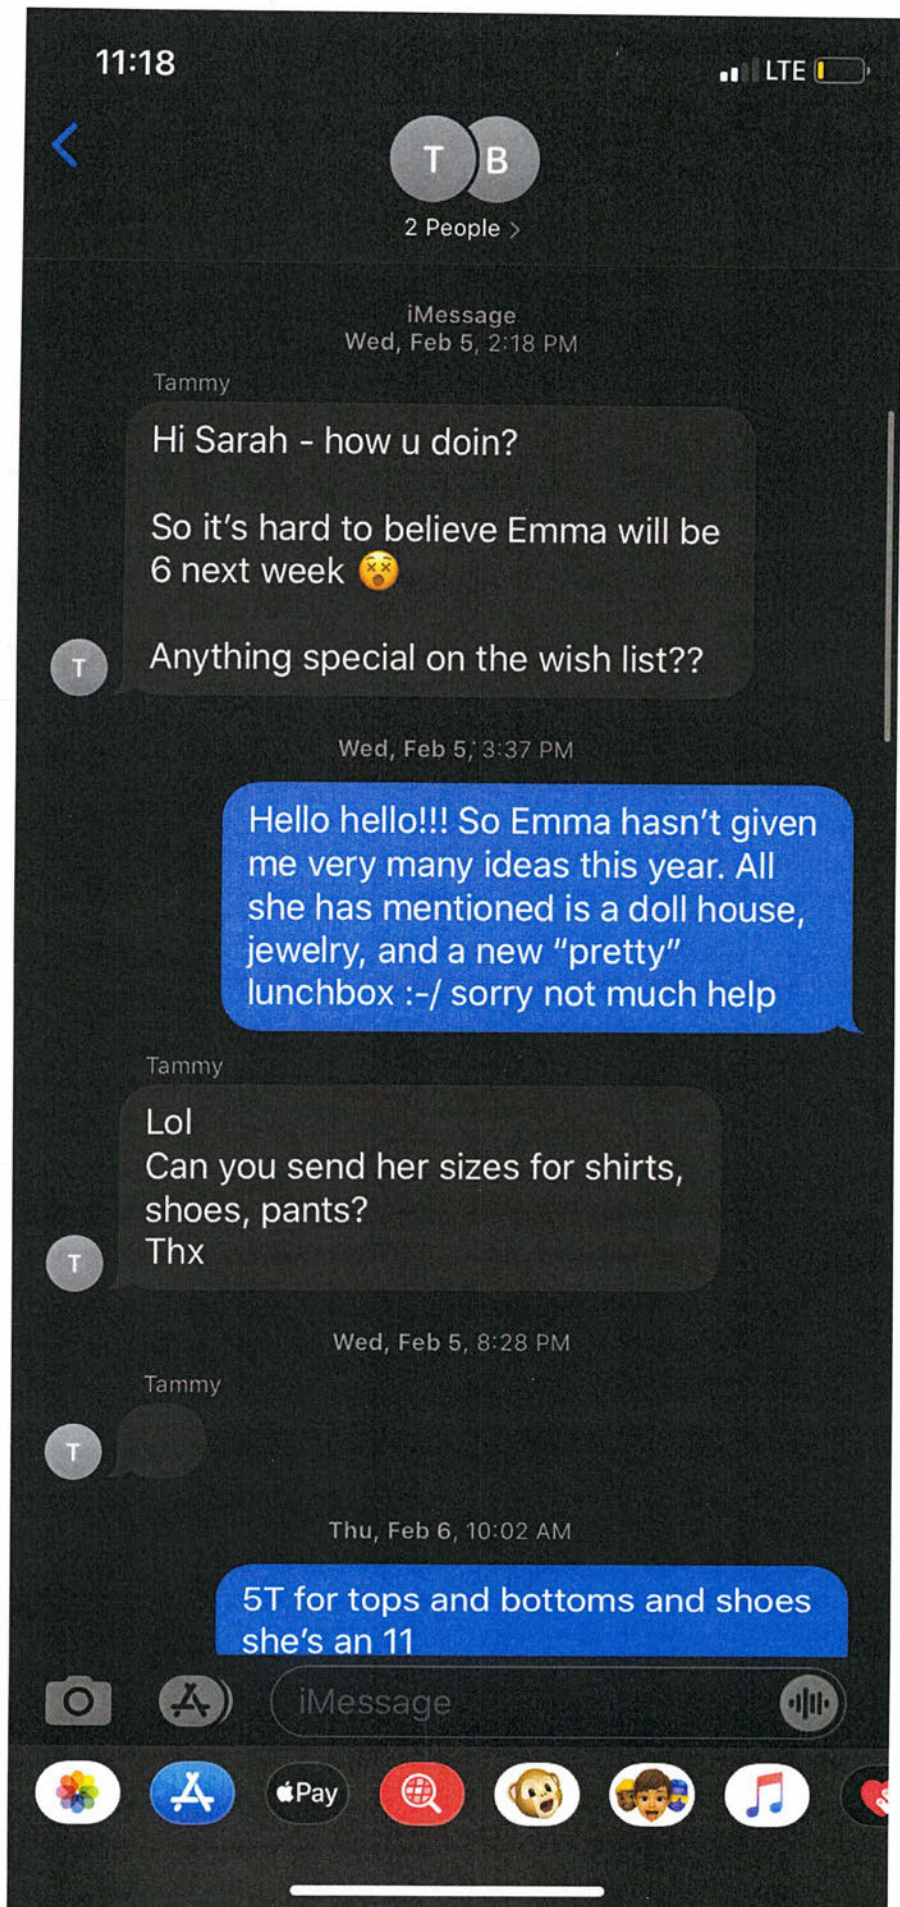 11:18
LTE
T B
2 People >
iMessage
Wed, Feb 5, 2:18 PM
Tammy
Hi Sarah - how u doin?
So it's hard to believe Emma will be
6 next week 😵
Anything special on the wish list??
T
Wed, Feb 5, 3:37 PM
Hello hello!!! So Emma hasn't given
me very many ideas this year. All
she has mentioned is a doll house,
jewelry, and a new "pretty"
lunchbox :-/ sorry not much help
Tammy
Lol
Can you send her sizes for shirts,
shoes, pants?
Thx
T
Wed, Feb 5, 8:28 PM
Tammy
T
Thu, Feb 6, 10:02 AM
5T for tops and bottoms and shoes
she's an 11
iMessage
Pay